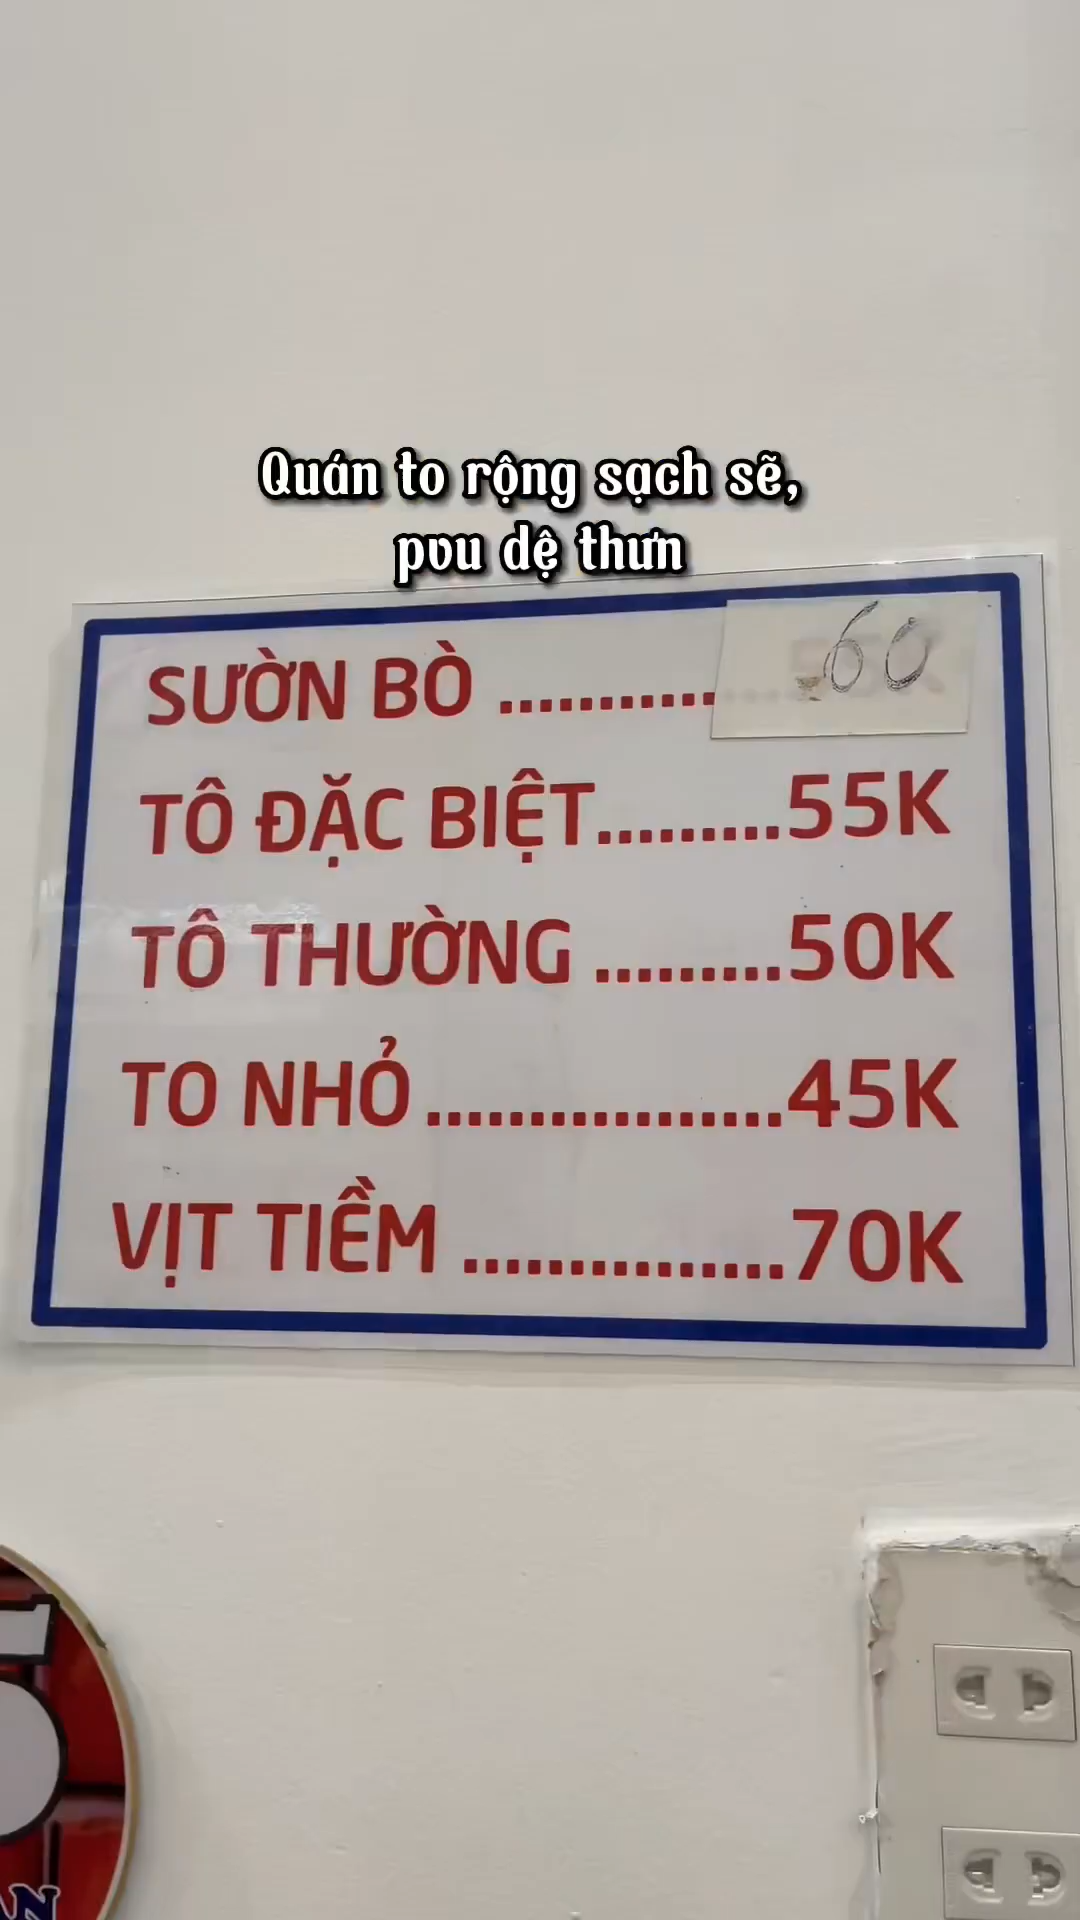 Quán to rộng sạch sẽ,
pvu dệ thưn
SƯỜN BÒ ........... 60
TÔ ĐẶC BIỆT.........55K
TÔ THƯỜNG .........50K
TO NHỎ.................45K
VỊT TIỀM ...............70K